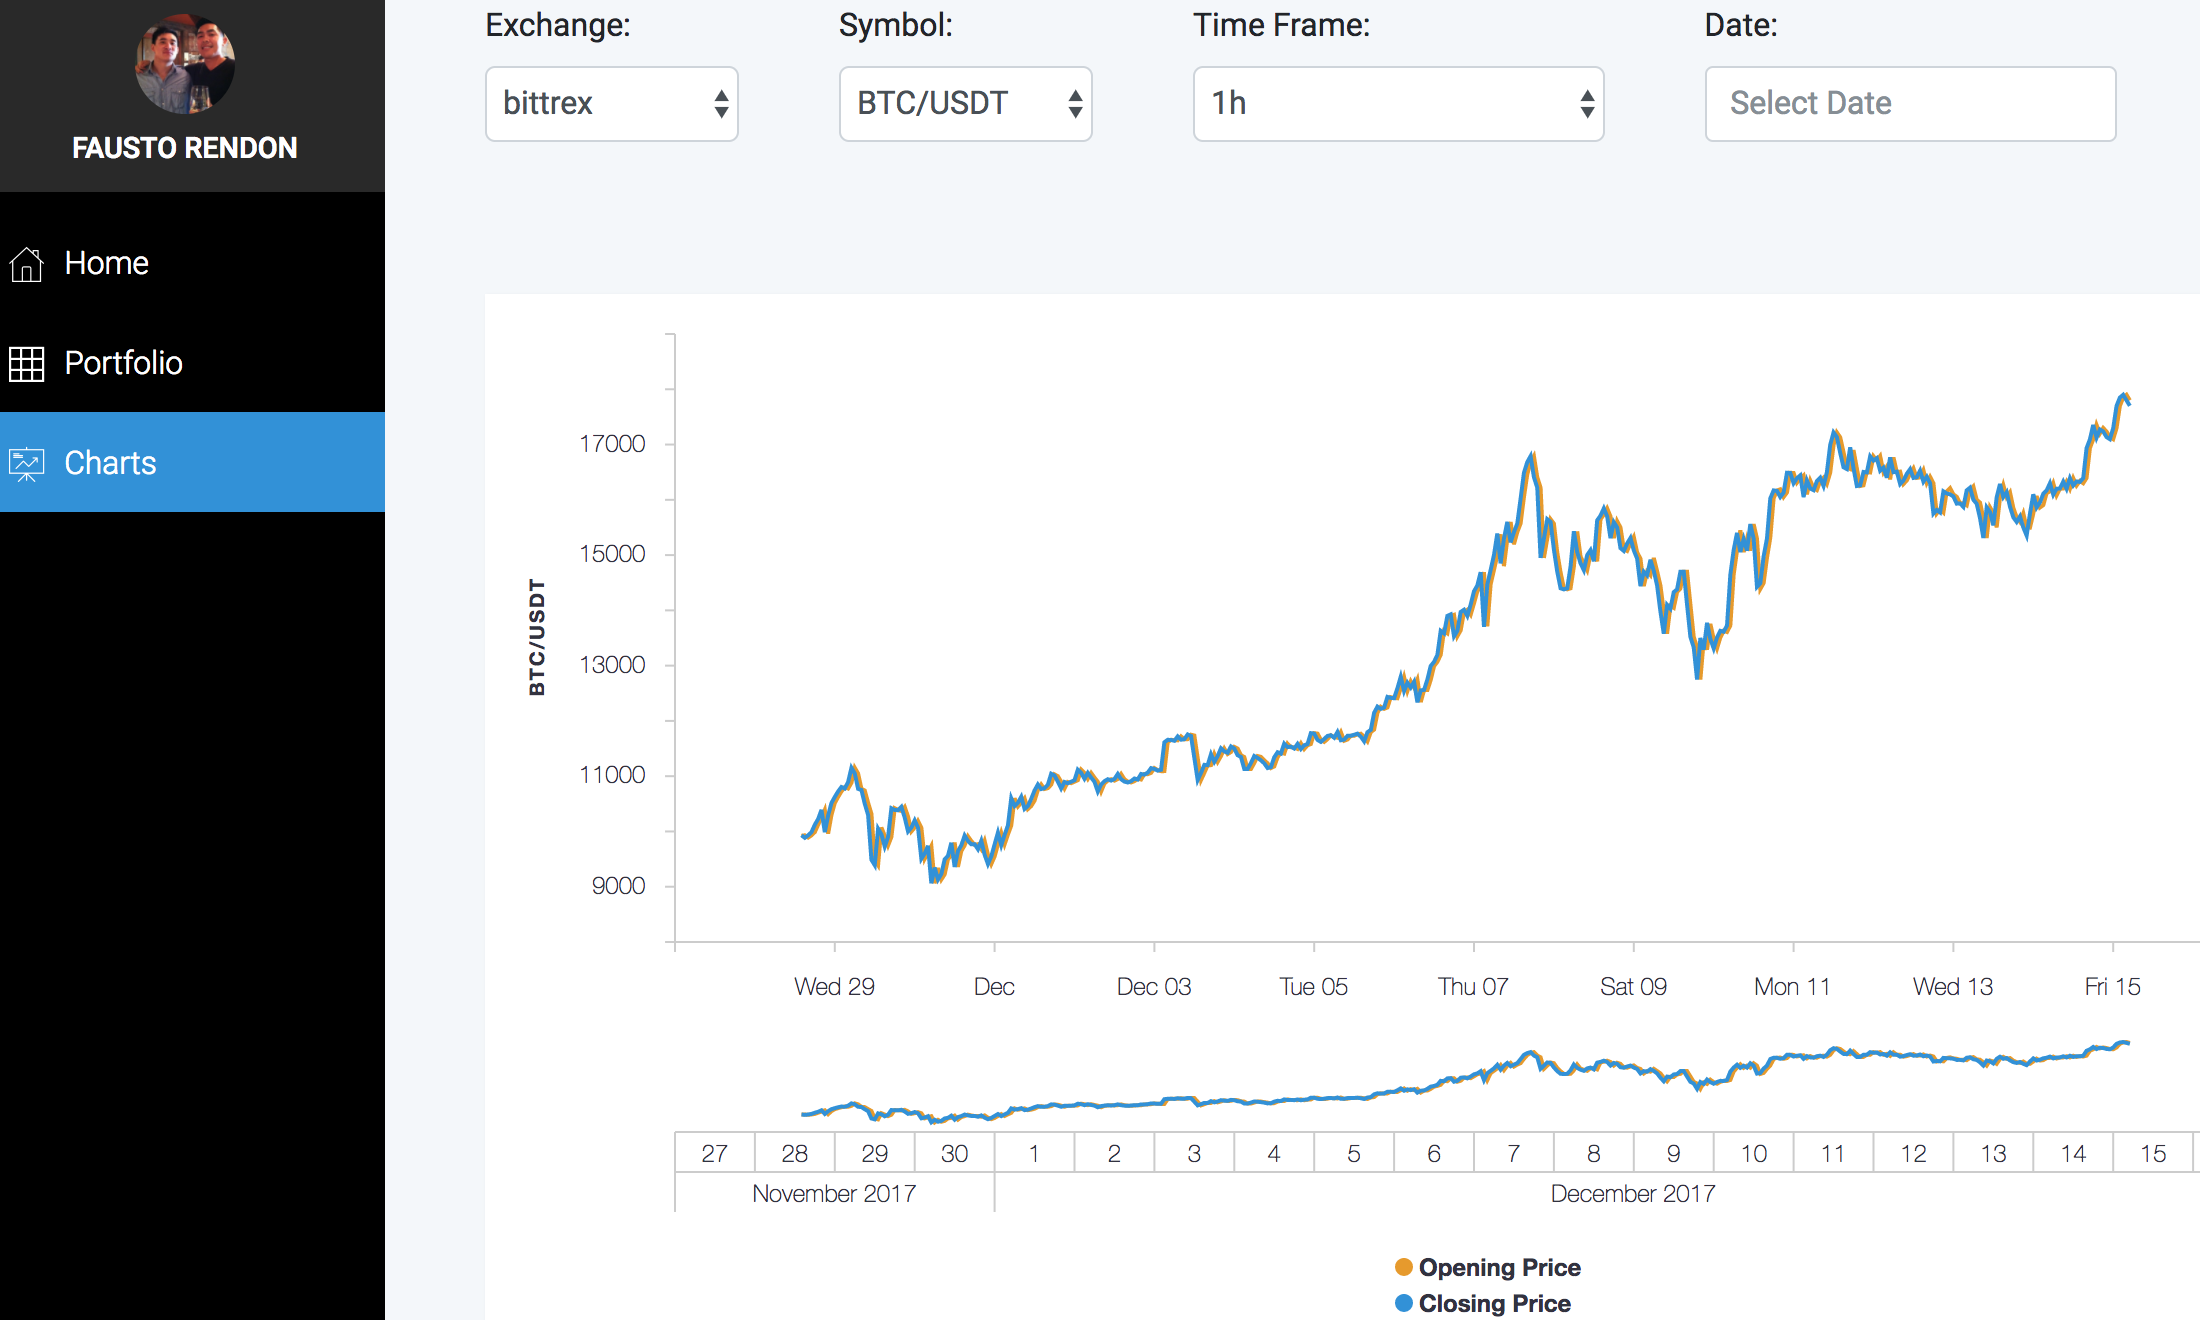 FAUSTO RENDON
Home
Portfolio
Charts
Exchange:
Symbol:
Time Frame:
Date:
bittrex
BTC/USDT
1h
Select Date
BTC/USDT
17000
15000
13000
11000
9000
Wed 29 Dec Dec 03 Tue 05 Thu 07 Sat 09 Mon 11 Wed 13 Fri 15
27 28 29 30 1 2 3 4 5 6 7 8 9 10 11 12 13 14 15
November 2017 December 2017
Opening Price
Closing Price